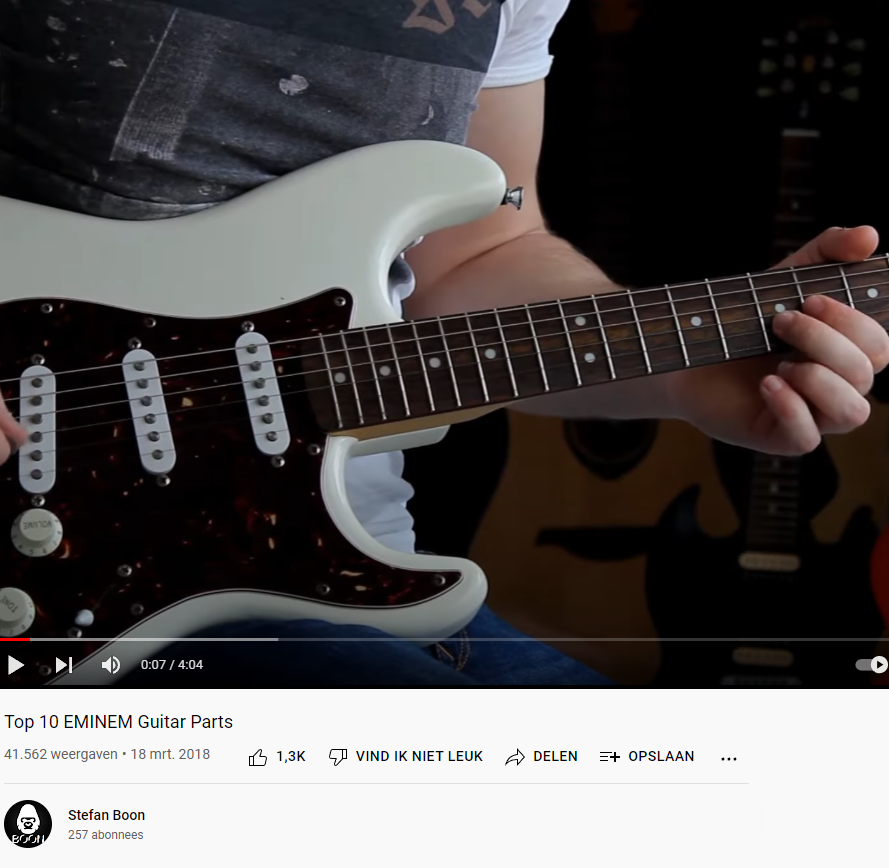 VOLUME
TONE
0:07 / 4:04
Top 10 EMINEM Guitar Parts
41.562 weergaven • 18 mrt. 2018
1,3K
VIND IK NIET LEUK
DELEN
OPSLAAN
Stefan Boon
257 abonnees
BOON